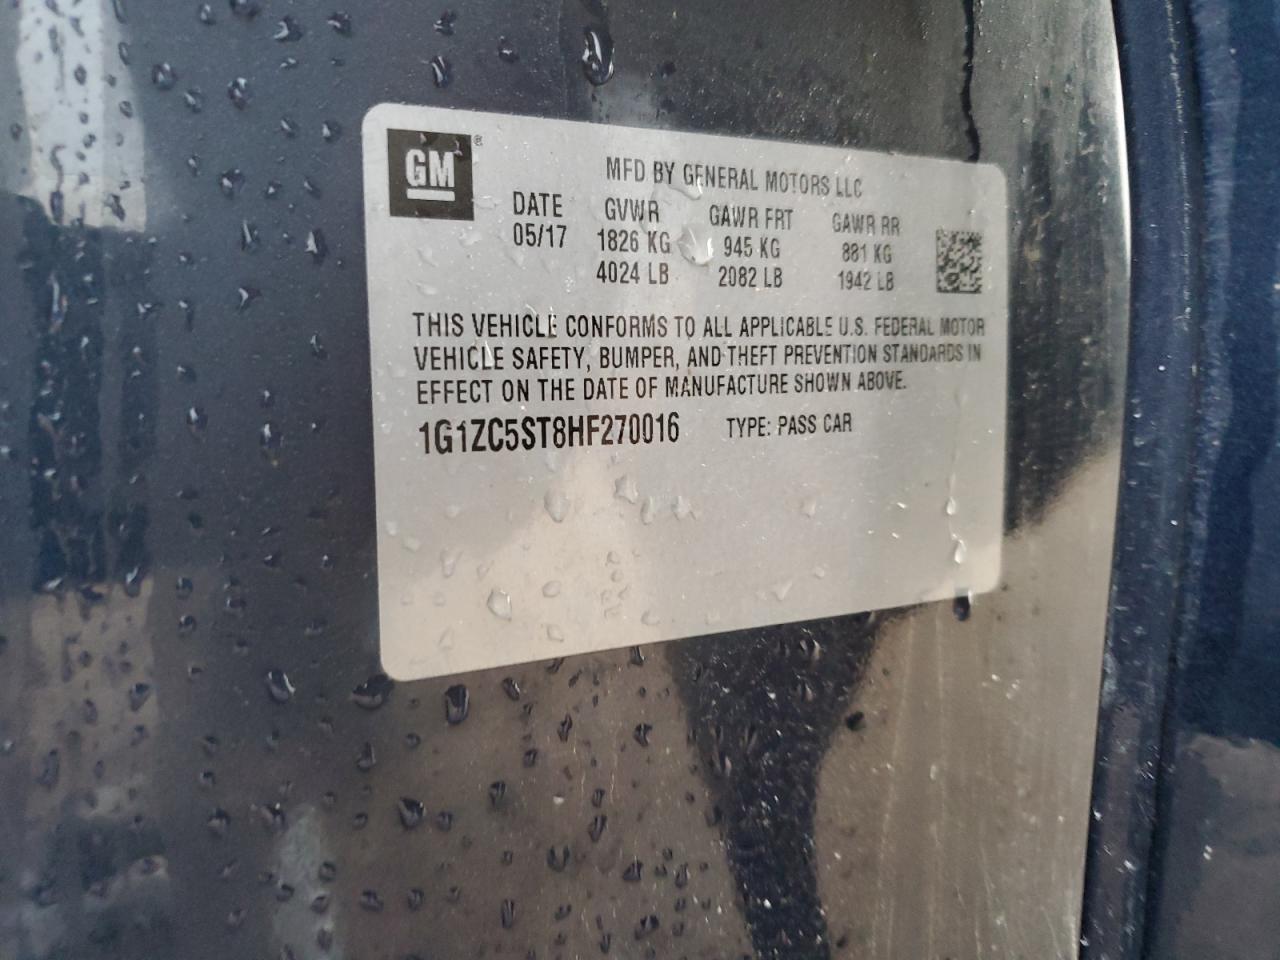 GM®
MFD BY GENERAL MOTORS LLC
DATE GVWR GAWR FRT GAWR RR
05/17 1826 KG 945 KG 881 KG
4024 LB 2082 LB 1942 LB
THIS VEHICLE CONFORMS TO ALL APPLICABLE U.S. FEDERAL MOTOR
VEHICLE SAFETY, BUMPER, AND THEFT PREVENTION STANDARDS IN
EFFECT ON THE DATE OF MANUFACTURE SHOWN ABOVE.
1G1ZC5ST8HF270016 TYPE: PASS CAR